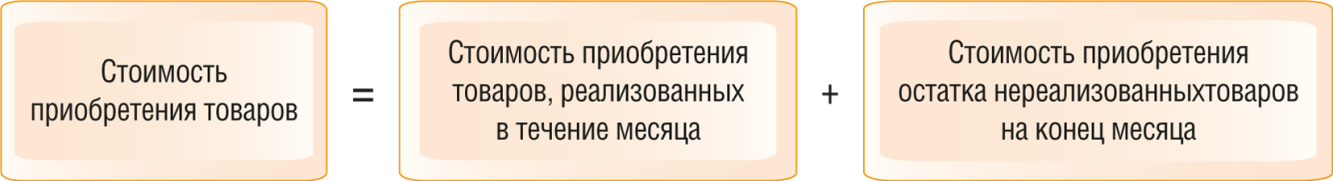 Стоимость
приобретения товаров
=
Стоимость приобретения
товаров, реализованных
в течение месяца
+
Стоимость приобретения
остатка нереализованныхтоваров
на конец месяца